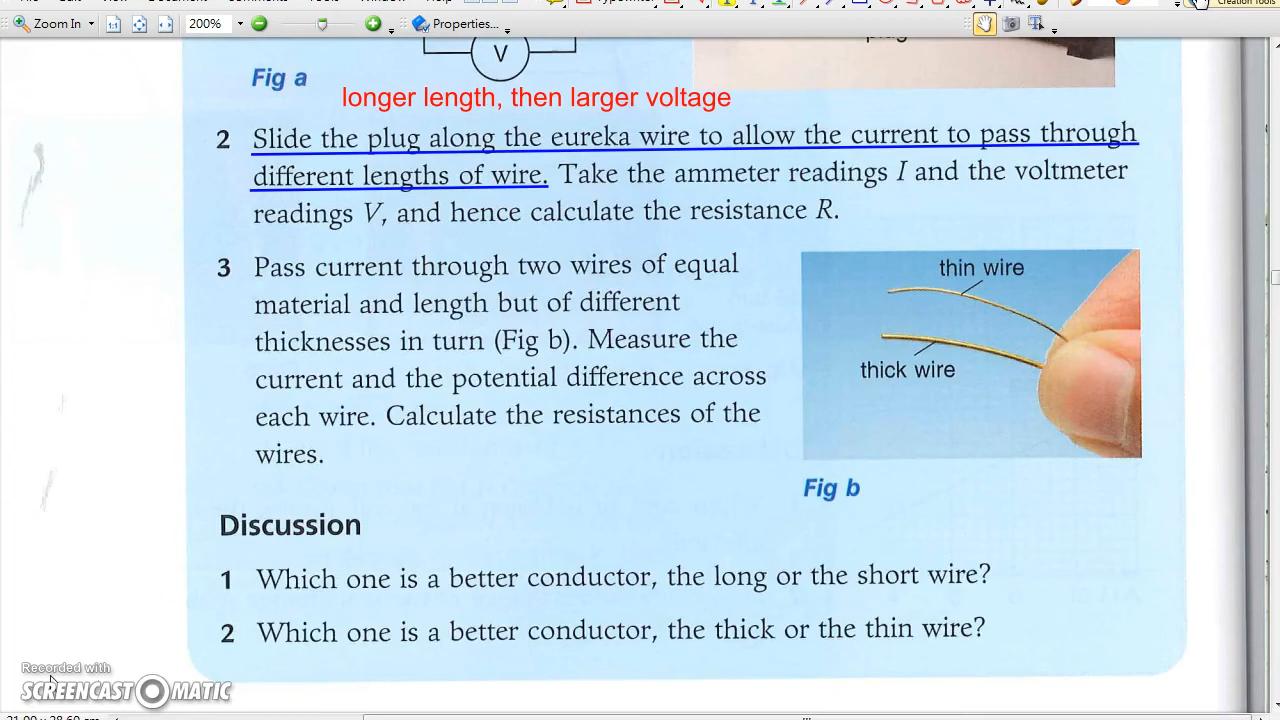 Zoom In
200%
Properties...
Creation Tools
V
plug
Fig a
longer length, then larger voltage
2 Slide the plug along the eureka wire to allow the current to pass through
different lengths of wire. Take the ammeter readings I and the voltmeter
readings V, and hence calculate the resistance R.
3 Pass current through two wires of equal
material and length but of different
thicknesses in turn (Fig b). Measure the
current and the potential difference across
each wire. Calculate the resistances of the
wires.
thin wire
thick wire
Fig b
Discussion
1 Which one is a better conductor, the long or the short wire?
2 Which one is a better conductor, the thick or the thin wire?
Recorded with
SCREENCAST MATIC